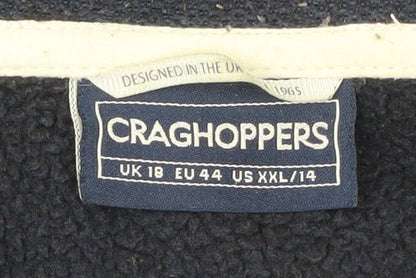 DESIGNED IN THE UK
1965
CRAGHOPPERS
UK 18 EU 44 US XXL/14